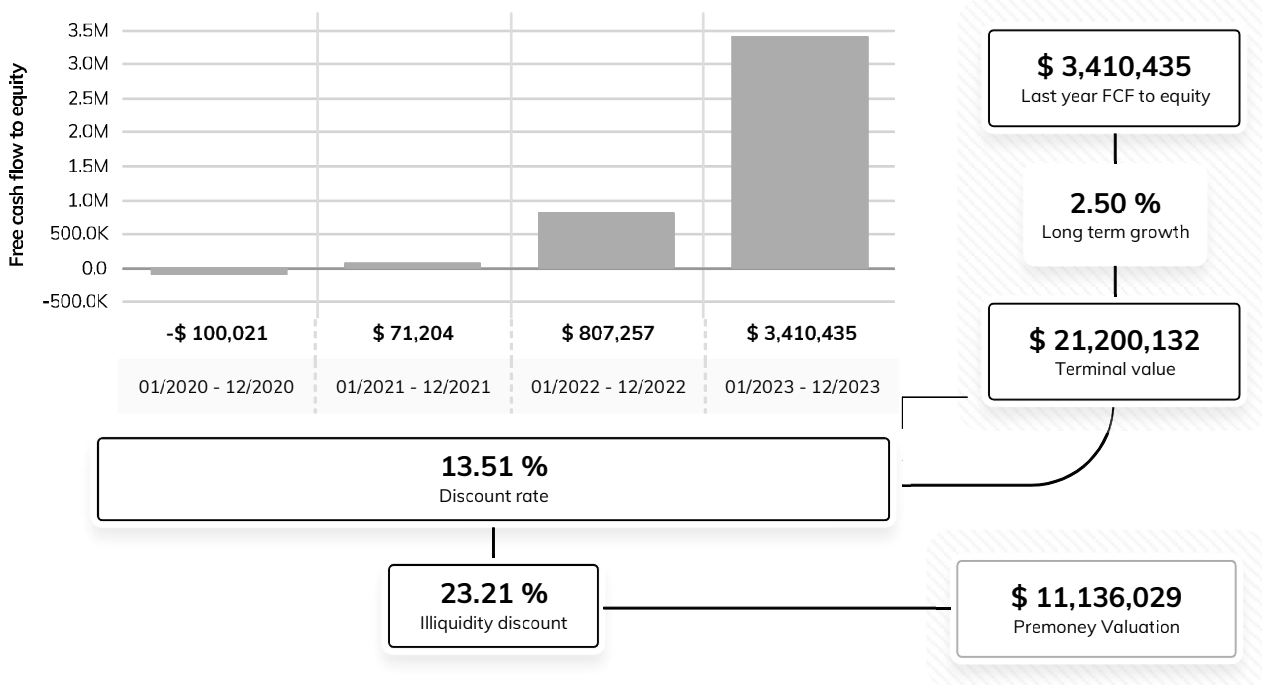 Free cash flow to equity
3.5M
3.0M
2.5M
2.0M
1.5M
1.0M
500.0K
0.0
-500.0K
-$ 100,021
$ 71,204
$ 807,257
$ 3,410,435
01/2020 - 12/2020
01/2021 - 12/2021
01/2022 - 12/2022
01/2023 - 12/2023
$ 3,410,435
Last year FCF to equity
2.50 %
Long term growth
$ 21,200,132
Terminal value
13.51 %
Discount rate
23.21 %
Illiquidity discount
$ 11,136,029
Premoney Valuation